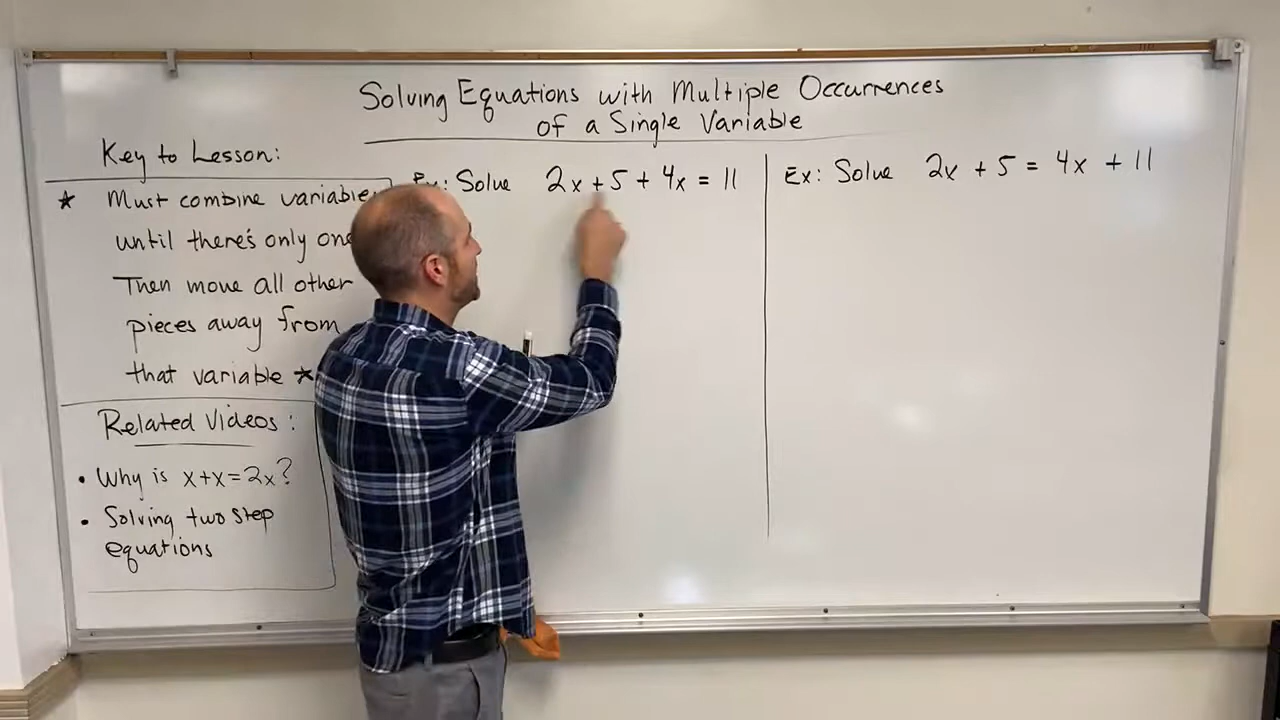 Solving Equations with Multiple Occurrences
of a Single Variable
Key to Lesson:
★ Must combine variable
until there's only one
Then move all other
pieces away from
that variable ★
Related Videos:
• Why is x+x=2x?
• Solving two step
equations
Ex: Solve 2x+5+4x=11
Ex: Solve 2x+5=4x+11